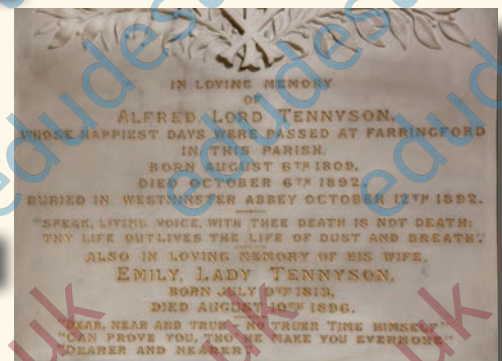 IN LOVING MEMORY
OF
ALFRED, LORD TENNYSON,
WHOSE HAPPIEST DAYS WERE PASSED AT FARRINGFORD
IN THIS PARISH.
BORN AUGUST 6TH 1809,
DIED OCTOBER 6TH 1892,
BURIED IN WESTMINSTER ABBEY OCTOBER 12TH 1892.
"SPEAK, LIVING VOICE, WITH THEE DEATH IS NOT DEATH;
THY LIFE OUTLIVES THE LIFE OF DUST AND BREATH."
ALSO IN LOVING MEMORY OF HIS WIFE,
EMILY, LADY TENNYSON,
BORN JULY 9TH 1813,
DIED AUGUST 10TH 1896.
"DEAR, NEAR AND TRUE, NO TRUER TIME HIMSELF"
"CAN PROVE YOU, THO' HE MAKE YOU EVERMORE"
"DEARER AND NEARER
edudest
edudest
uk
uk